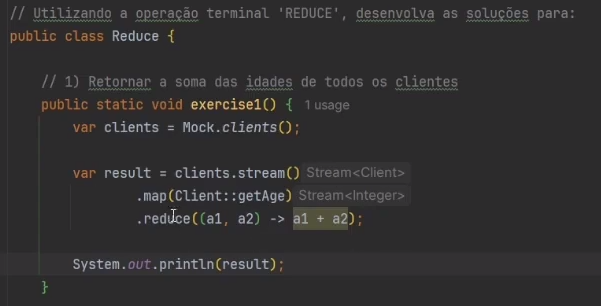 // Utilizando a operação terminal 'REDUCE', desenvolva as soluções para:
public class Reduce {
// 1) Retornar a soma das idades de todos os clientes
public static void exercise1() { 1 usage
var clients = Mock.clients();
var result = clients.stream() Stream<Client>
.map(Client::getAge) Stream<Integer>
.reduce((a1, a2) -> a1 + a2);
System.out.println(result);
}